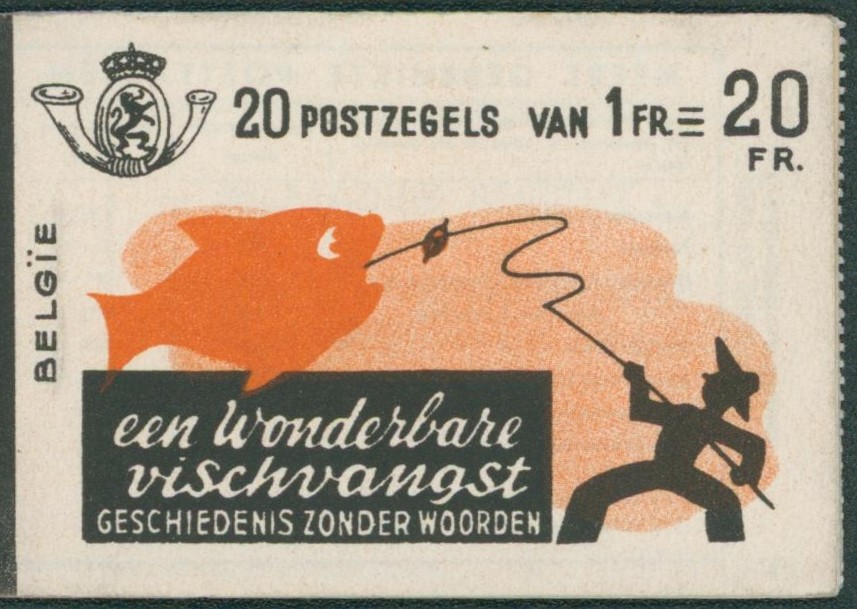 20 POSTZEGELS VAN 1 FR. = 20 FR.
BELGÏE
een wonderbare
vischvangst
GESCHIEDENIS ZONDER WOORDEN